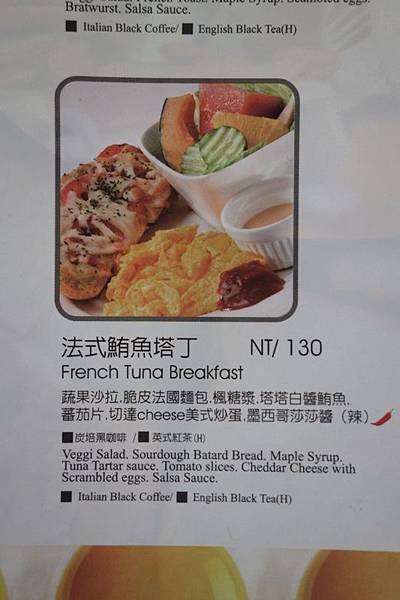 Bratwurst. Salsa Sauce.
■ Italian Black Coffee/ ■ English Black Tea(H)
法式鮪魚塔丁 NT/ 130
French Tuna Breakfast
蔬果沙拉.脆皮法國麵包.楓糖漿.塔塔白醬鮪魚.
蕃茄片.切達cheese美式炒蛋.墨西哥莎莎醬（辣）
■炭焙黑咖啡 /■英式紅茶(H)
Veggi Salad. Sourdough Batard Bread. Maple Syrup.
Tuna Tartar sauce. Tomato slices. Cheddar Cheese with
Scrambled eggs. Salsa Sauce.
■ Italian Black Coffee/ ■ English Black Tea(H)